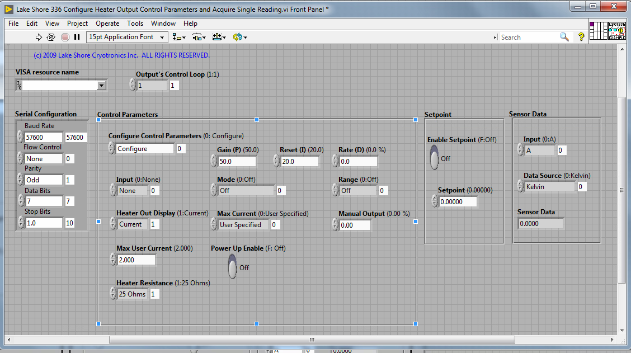 Lake Shore 336 Configure Heater Output Control Parameters and Acquire Single Reading.vi Front Panel *
File Edit View Project Operate Tools Window Help
15pt Application Font
Search
(c) 2009 Lake Shore Cryotronics Inc. ALL RIGHTS RESERVED.
VISA resource name
Output's Control Loop (1:1)
1 1
Serial Configuration
Baud Rate
57600 57600
Flow Control
None 0
Parity
Odd 1
Data Bits
7 7
Stop Bits
1.0 10
Control Parameters
Configure Control Parameters (0: Configure)
Configure 0
Gain (P) (50.0) Reset (I) (20.0) Rate (D) (0.0 %)
50.0 20.0 0.0
Input (0:None) Mode (0:Off) Range (0:Off)
None 0 Off 0 Off 0
Heater Out Display (1:Current) Max Current (0:User Specified) Manual Output (0.00 %)
Current 1 User Specified 0 0.00
Max User Current (2.000) Power Up Enable (F: Off)
2.000 Off
Heater Resistance (1:25 Ohms)
25 Ohms 1
Setpoint
Enable Setpoint (F:Off)
Off
Setpoint (0.00000)
0.00000
Sensor Data
Input (0:A)
A 0
Data Source (0:Kelvin)
Kelvin 0
Sensor Data
0.0000